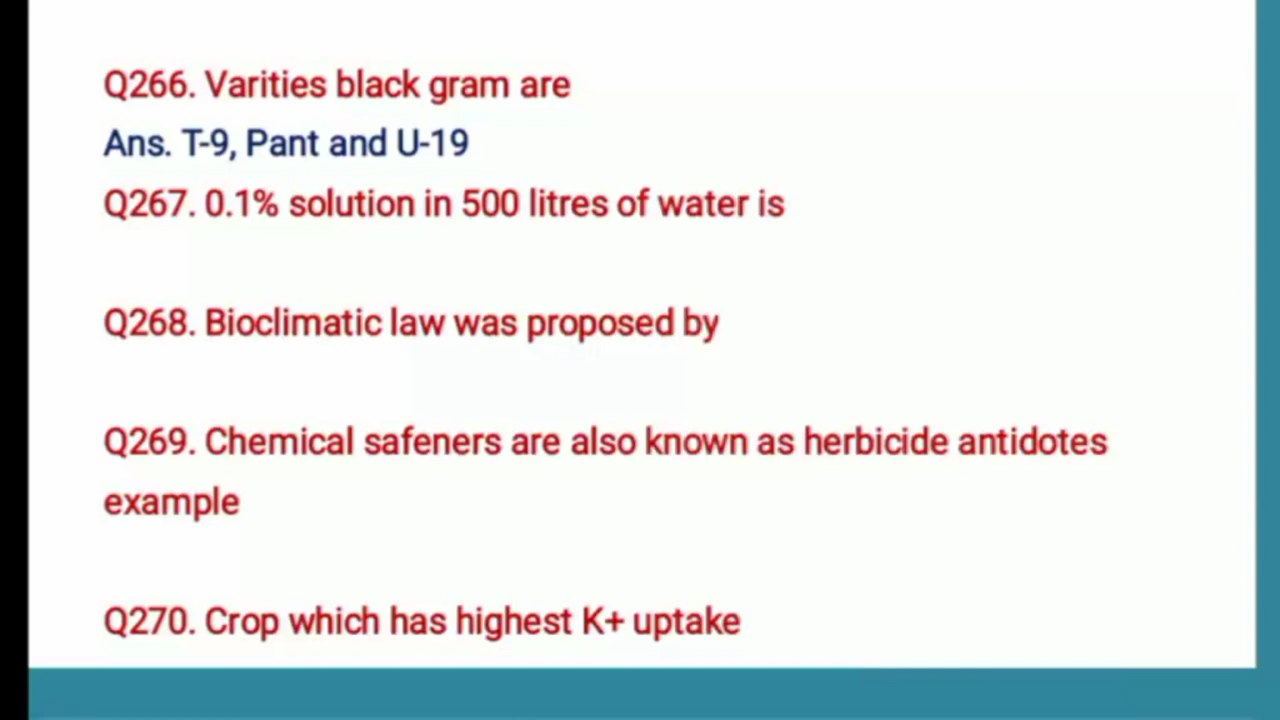 Q266. Varities black gram are
Ans. T-9, Pant and U-19
Q267. 0.1% solution in 500 litres of water is
Q268. Bioclimatic law was proposed by
Q269. Chemical safeners are also known as herbicide antidotes
example
Q270. Crop which has highest K+ uptake